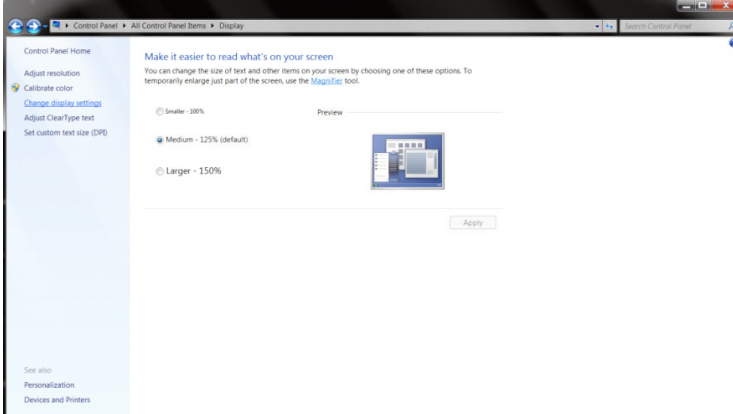 Control Panel ▸ All Control Panel Items ▸ Display
Search Control Panel
Control Panel Home
Adjust resolution
Calibrate color
Change display settings
Adjust ClearType text
Set custom text size (DPI)
Make it easier to read what's on your screen
You can change the size of text and other items on your screen by choosing one of these options. To
temporarily enlarge just part of the screen, use the Magnifier tool.
Smaller - 100%
Preview
Medium - 125% (default)
Larger - 150%
Apply
See also
Personalization
Devices and Printers